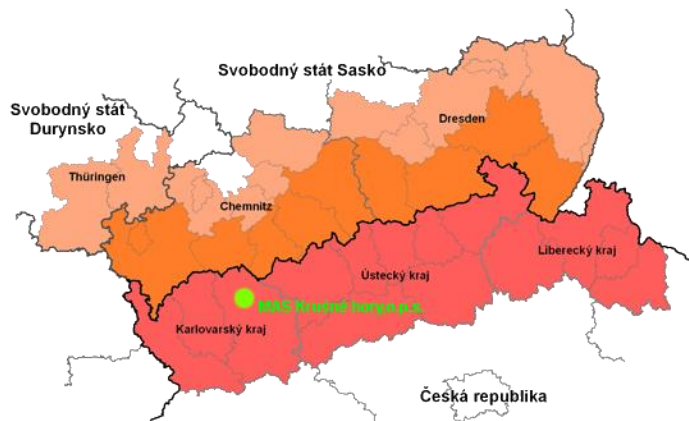 Svobodný stát Sasko
Svobodný stát
Durynsko
Dresden
Thüringen
Chemnitz
Liberecký kraj
Ústecký kraj
MAS Krušné hory,o.p.s.
Karlovarský kraj
Česká republika